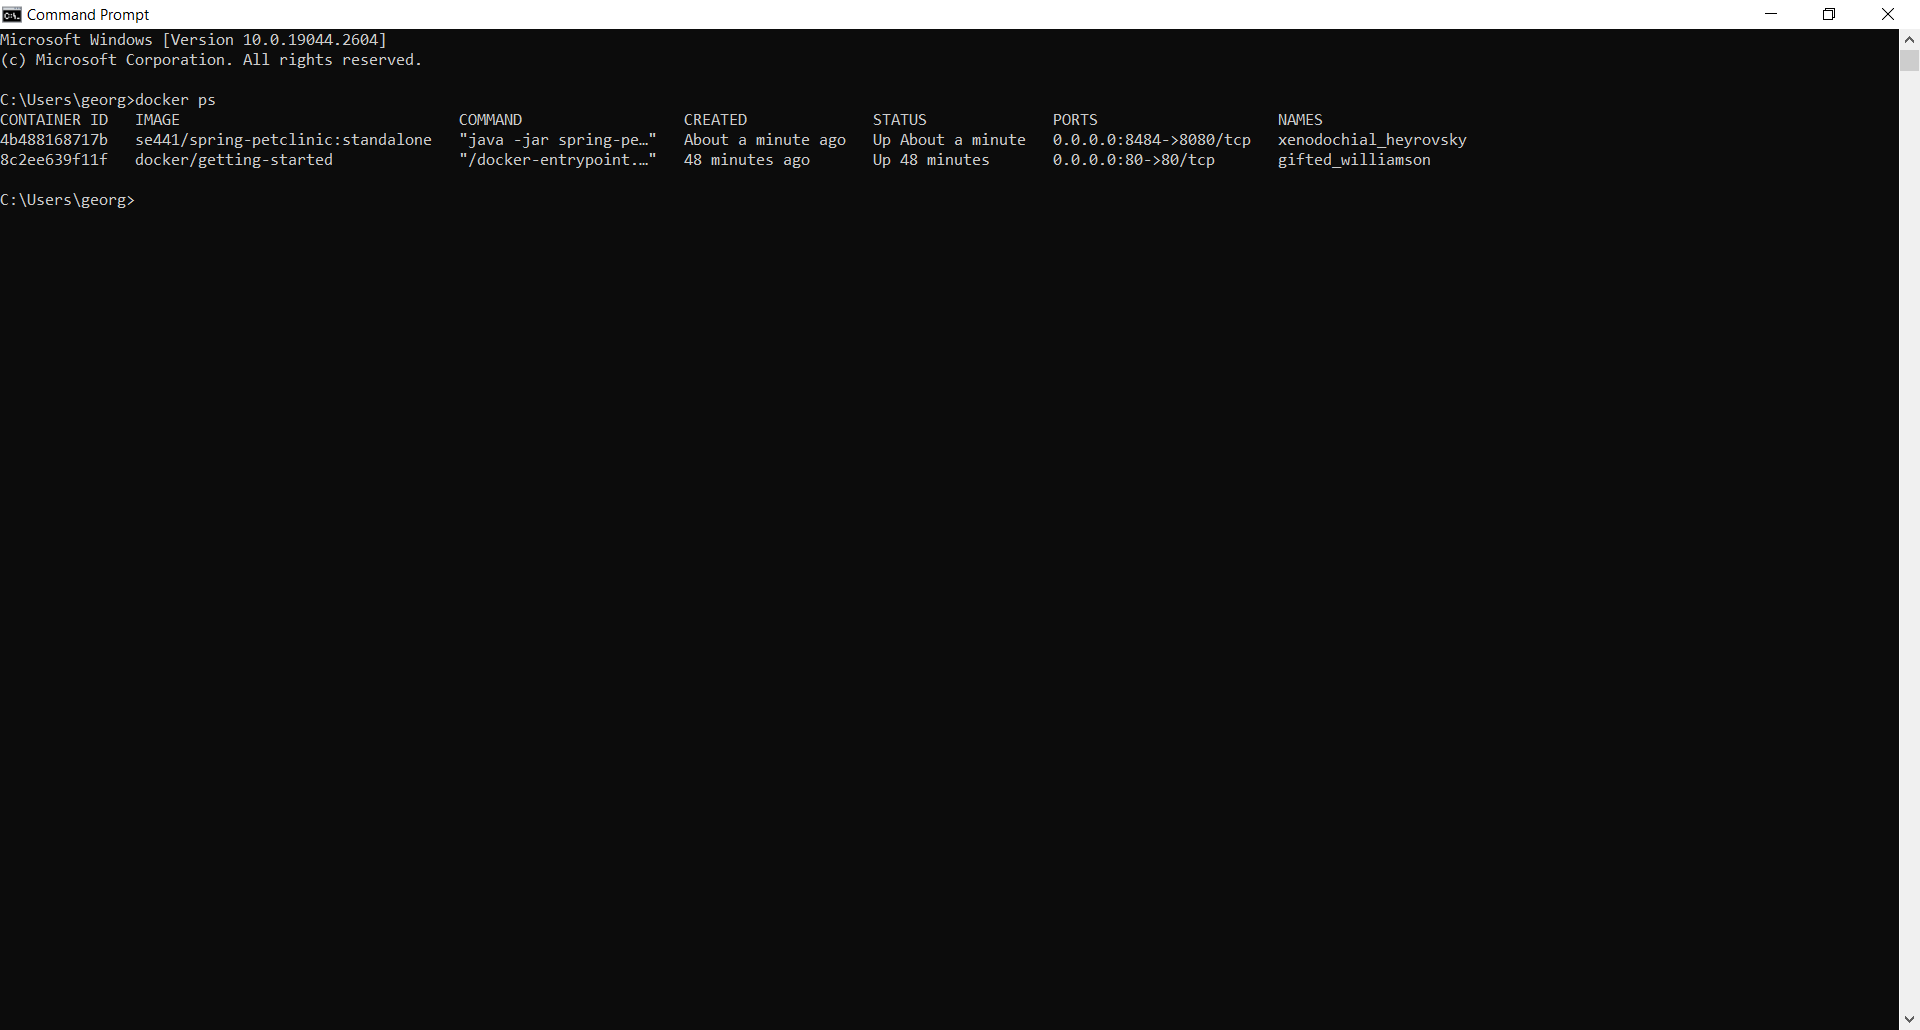 Command Prompt
Microsoft Windows [Version 10.0.19044.2604]
(c) Microsoft Corporation. All rights reserved.
C:\Users\georg>docker ps
CONTAINER ID   IMAGE                               COMMAND                  CREATED              STATUS              PORTS                    NAMES
4b488168717b   se441/spring-petclinic:standalone   "java -jar spring-pe…"   About a minute ago   Up About a minute   0.0.0.0:8484->8080/tcp   xenodochial_heyrovsky
8c2ee639f11f   docker/getting-started              "/docker-entrypoint.…"   48 minutes ago       Up 48 minutes       0.0.0.0:80->80/tcp       gifted_williamson
C:\Users\georg>